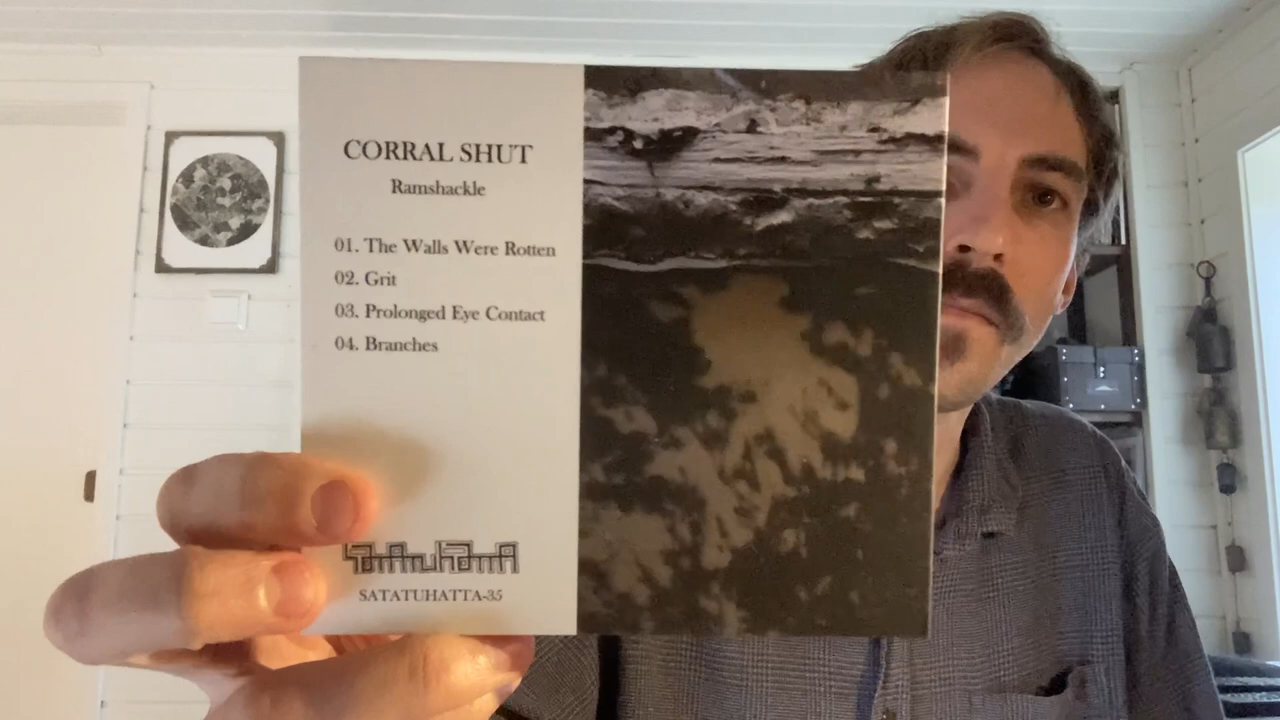 CORRAL SHUT
Ramshackle
01. The Walls Were Rotten
02. Grit
03. Prolonged Eye Contact
04. Branches
SATATUHATTA
SATATUHATTA-35